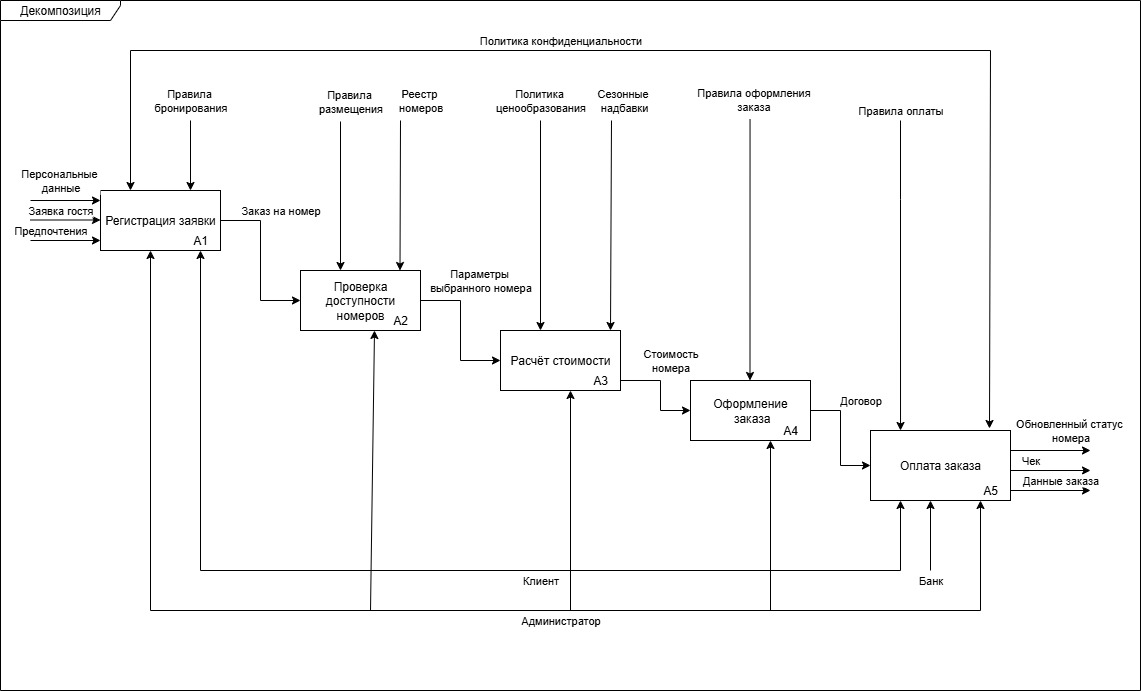 Декомпозиция
Политика конфиденциальности
Правила
бронирования
Правила
размещения
Реестр
номеров
Политика
ценообразования
Сезонные
надбавки
Правила оформления
заказа
Правила оплаты
Персональные
данные
Заявка гостя
Предпочтения
Регистрация заявки
A1
Заказ на номер
Проверка
доступности
номеров
A2
Параметры
выбранного номера
Расчёт стоимости
A3
Стоимость
номера
Оформление
заказа
A4
Договор
Оплата заказа
A5
Обновленный статус
номера
Чек
Данные заказа
Клиент
Банк
Администратор